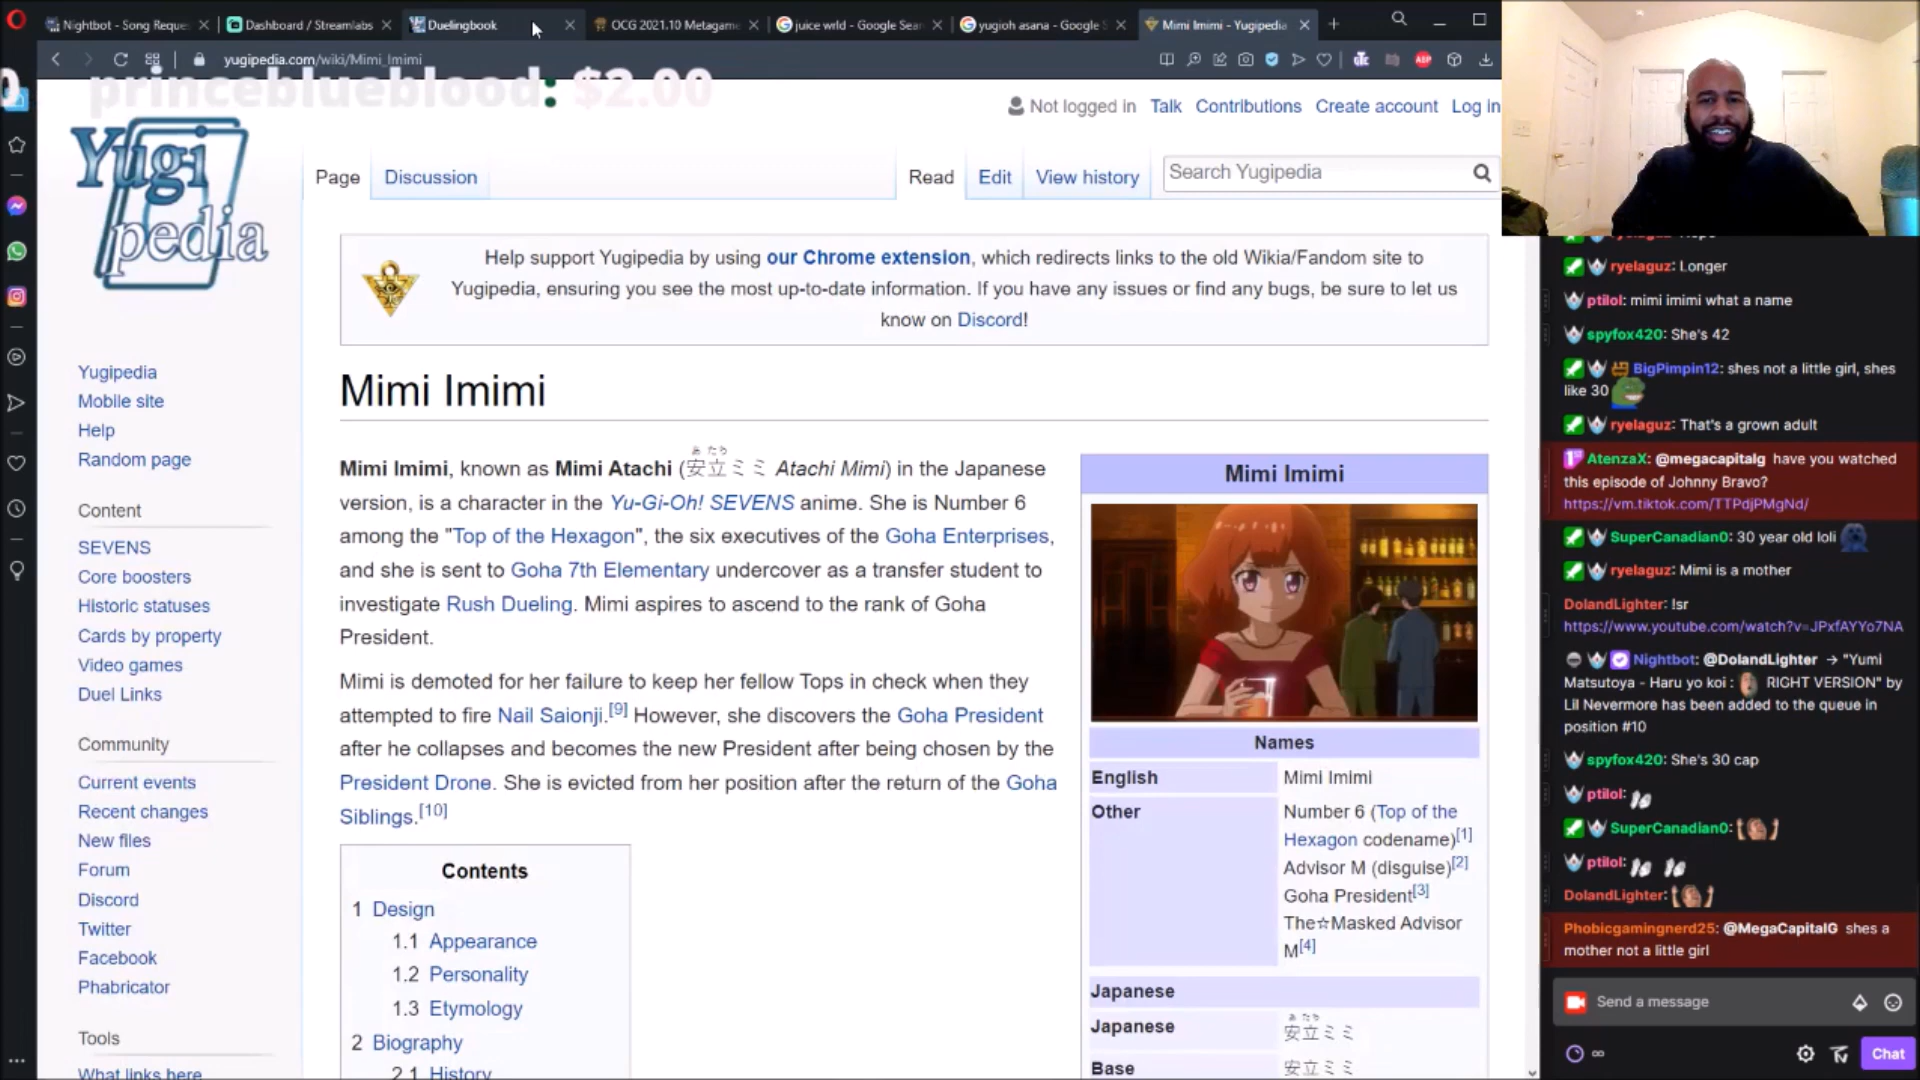 Nightbot - Song Reques
Dashboard / Streamlabs
Duelingbook
OCG 2021.10 Metagame
juice wrld - Google Sear
yugioh asana - Google S
Mimi Imimi - Yugipedia
yugipedia.com/wiki/Mimi_Imimi
princeblueblood: $2.00
Not logged in Talk Contributions Create account Log in
Yugi
pedia
Page Discussion Read Edit View history Search Yugipedia
Help support Yugipedia by using our Chrome extension, which redirects links to the old Wikia/Fandom site to
Yugipedia, ensuring you see the most up-to-date information. If you have any issues or find any bugs, be sure to let us
know on Discord!
Yugipedia
Mobile site
Help
Random page
Content
SEVENS
Core boosters
Historic statuses
Cards by property
Video games
Duel Links
Community
Current events
Recent changes
New files
Forum
Discord
Twitter
Facebook
Phabricator
Tools
What links here
Mimi Imimi
あ たち
Mimi Imimi, known as Mimi Atachi (安立ミミ Atachi Mimi) in the Japanese
version, is a character in the Yu-Gi-Oh! SEVENS anime. She is Number 6
among the "Top of the Hexagon", the six executives of the Goha Enterprises,
and she is sent to Goha 7th Elementary undercover as a transfer student to
investigate Rush Dueling. Mimi aspires to ascend to the rank of Goha
President.
Mimi is demoted for her failure to keep her fellow Tops in check when they
attempted to fire Nail Saionji.[9] However, she discovers the Goha President
after he collapses and becomes the new President after being chosen by the
President Drone. She is evicted from her position after the return of the Goha
Siblings.[10]
Contents
1 Design
1.1 Appearance
1.2 Personality
1.3 Etymology
2 Biography
2.1 History
Mimi Imimi
Names
English Mimi Imimi
Other Number 6 (Top of the
Hexagon codename)[1]
Advisor M (disguise)[2]
Goha President[3]
The☆Masked Advisor
M[4]
Japanese
あ たち
Japanese 安立ミミ
Base 安立ミミ
ryelaguz: Nope
ryelaguz: Longer
ptilol: mimi imimi what a name
spyfox420: She's 42
BigPimpin12: shes not a little girl, shes
like 30
ryelaguz: That's a grown adult
AtenzaX: @megacapitalg have you watched
this episode of Johnny Bravo?
https://vm.tiktok.com/TTPdjPMgNd/
SuperCanadian0: 30 year old loli
ryelaguz: Mimi is a mother
DolandLighter: !sr
https://www.youtube.com/watch?v=JPxfAYYo7NA
Nightbot: @DolandLighter → "Yumi
Matsutoya - Haru yo koi : RIGHT VERSION" by
Lil Nevermore has been added to the queue in
position #10
spyfox420: She's 30 cap
ptilol:
SuperCanadian0:
ptilol:
DolandLighter:
Phobicgamingnerd25: @MegaCapitalG shes a
mother not a little girl
Send a message
∞ Chat